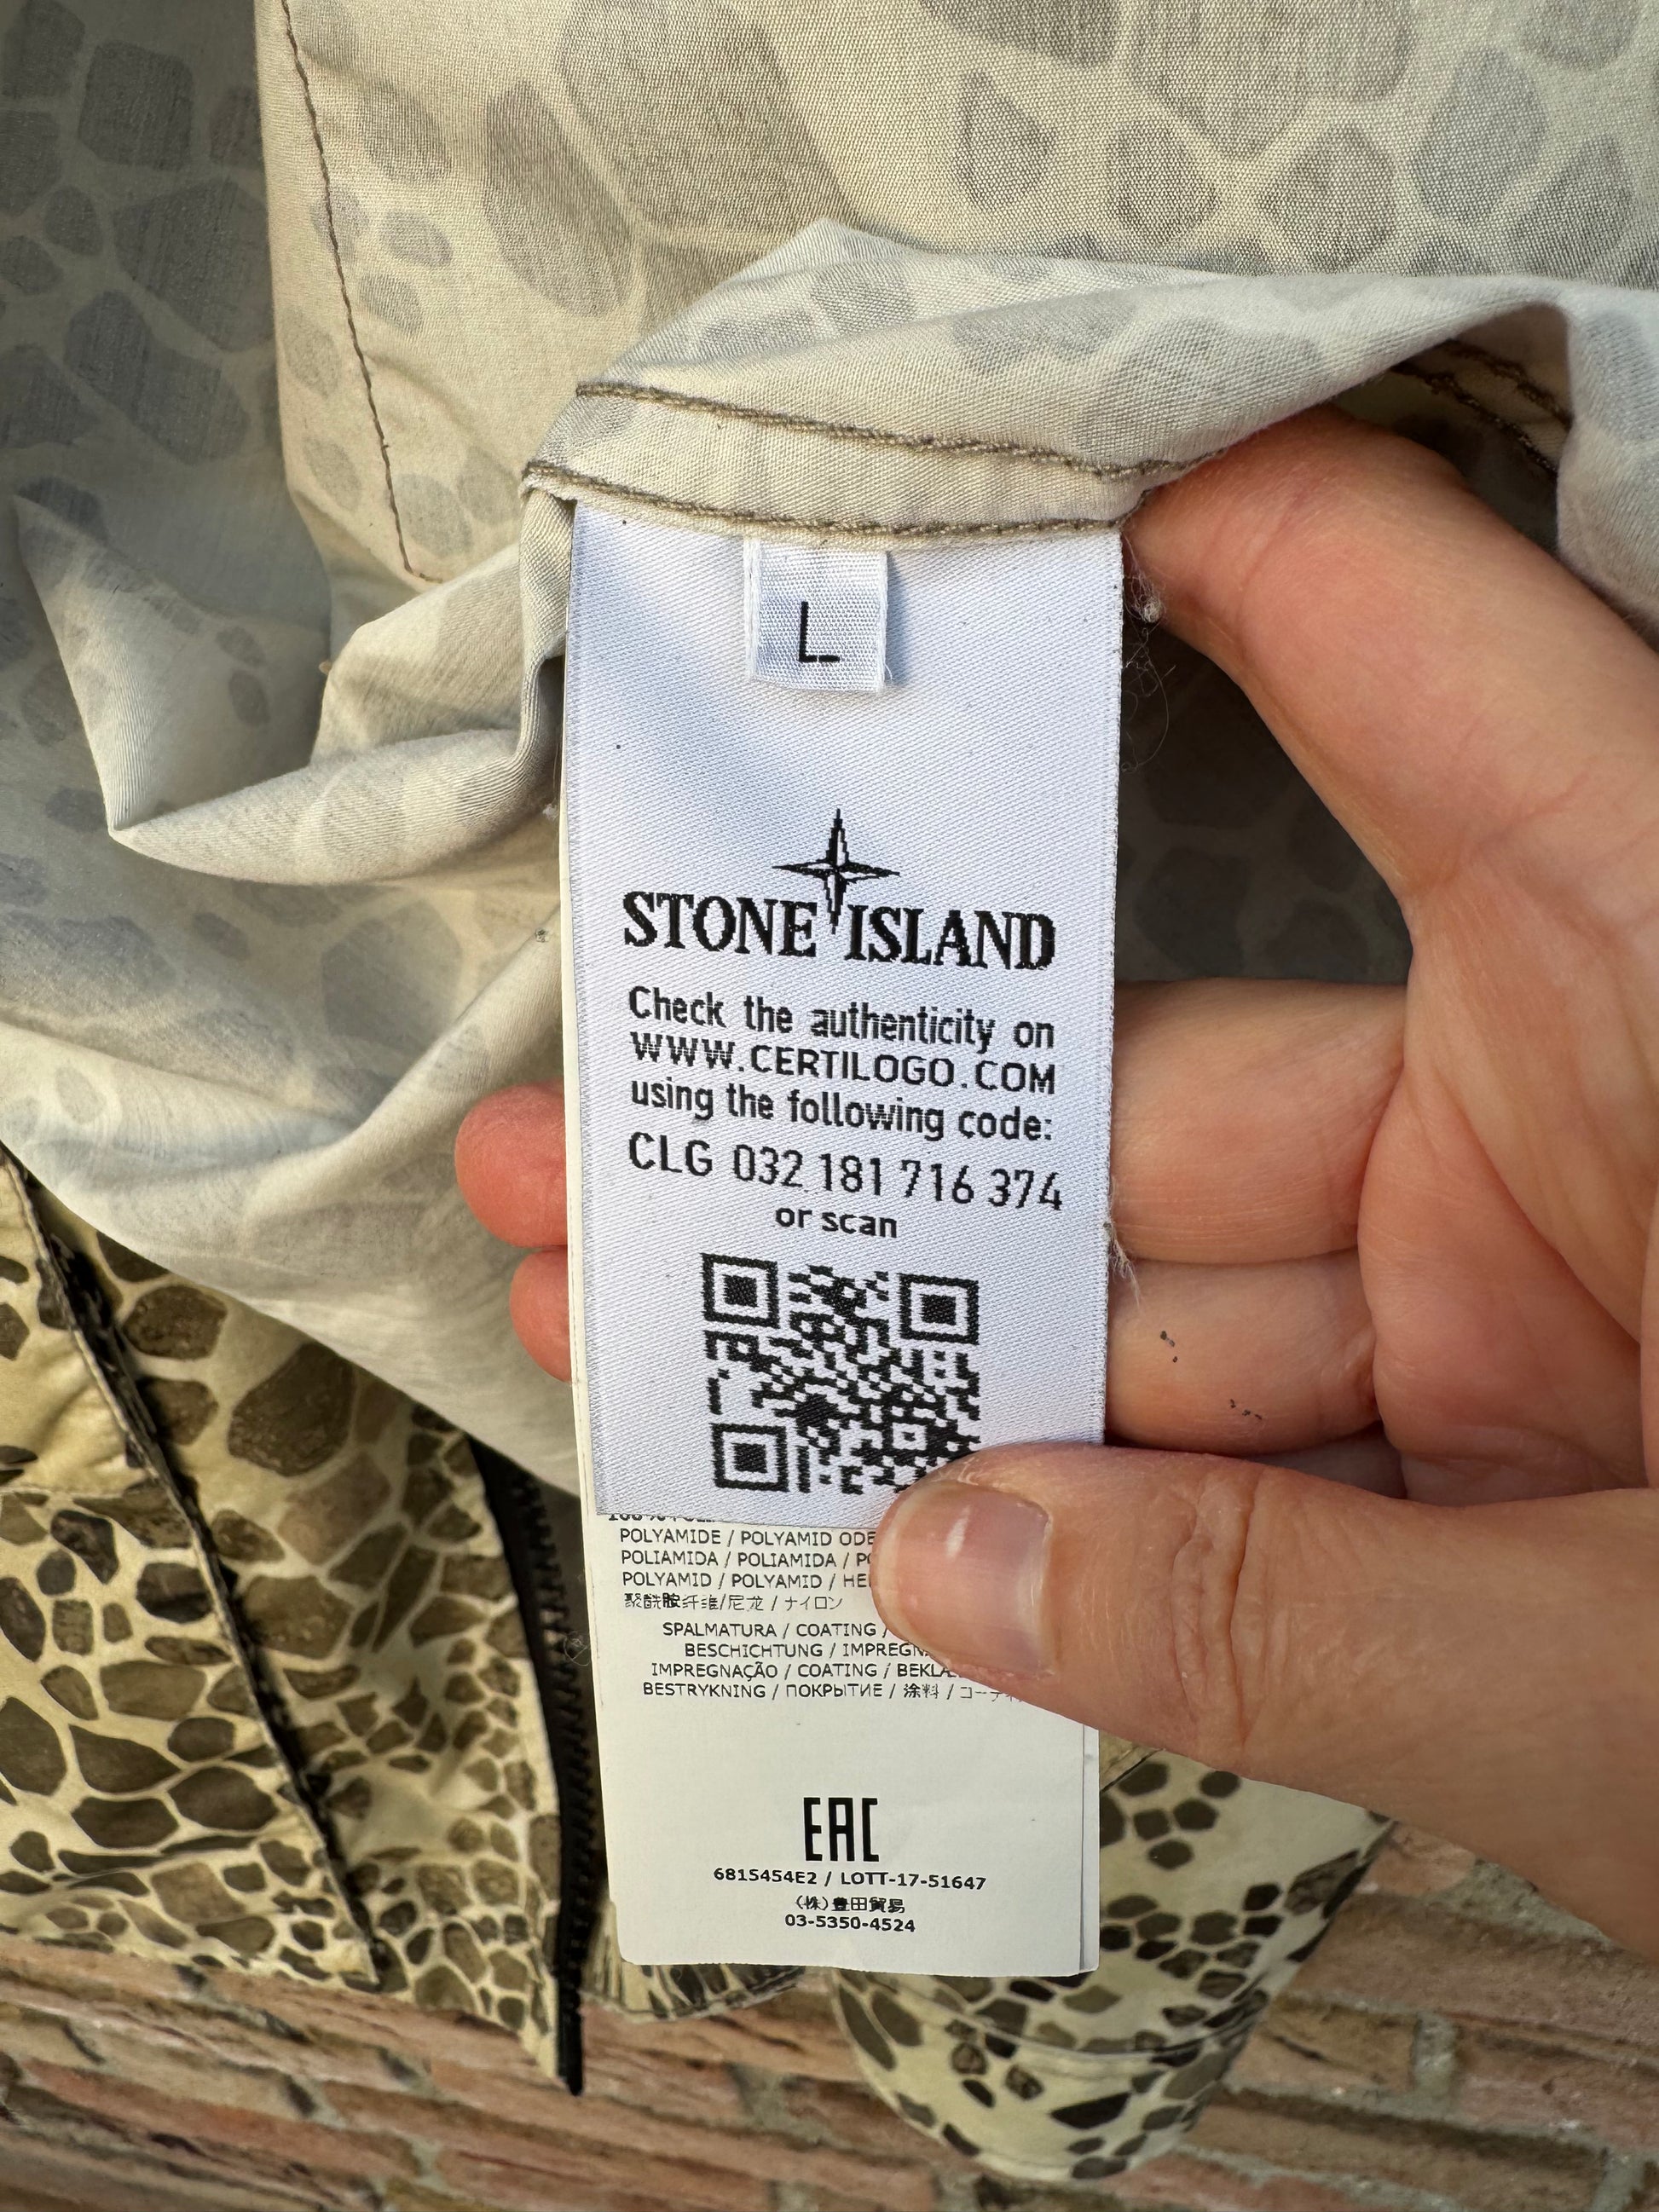 L
STONE ISLAND
Check the authenticity on
WWW.CERTILOGO.COM
using the following code:
CLG 032 181 716 374
or scan
POLYAMIDE / POLYAMID
POLIAMIDA / POLIAMIDA /
POLYAMID / POLYAMID /
聚酰胺纤维/尼龙 / ナイロン
SPALMATURA / COATING /
BESCHICHTUNG /
IMPREGNAÇÃO / COATING /
BESTRYKNING / ПОКРЫТИЕ / 涂料 /
EAC
681S454E2 / LOTT-17-51647
(株)豊田貿易
03-5350-4524